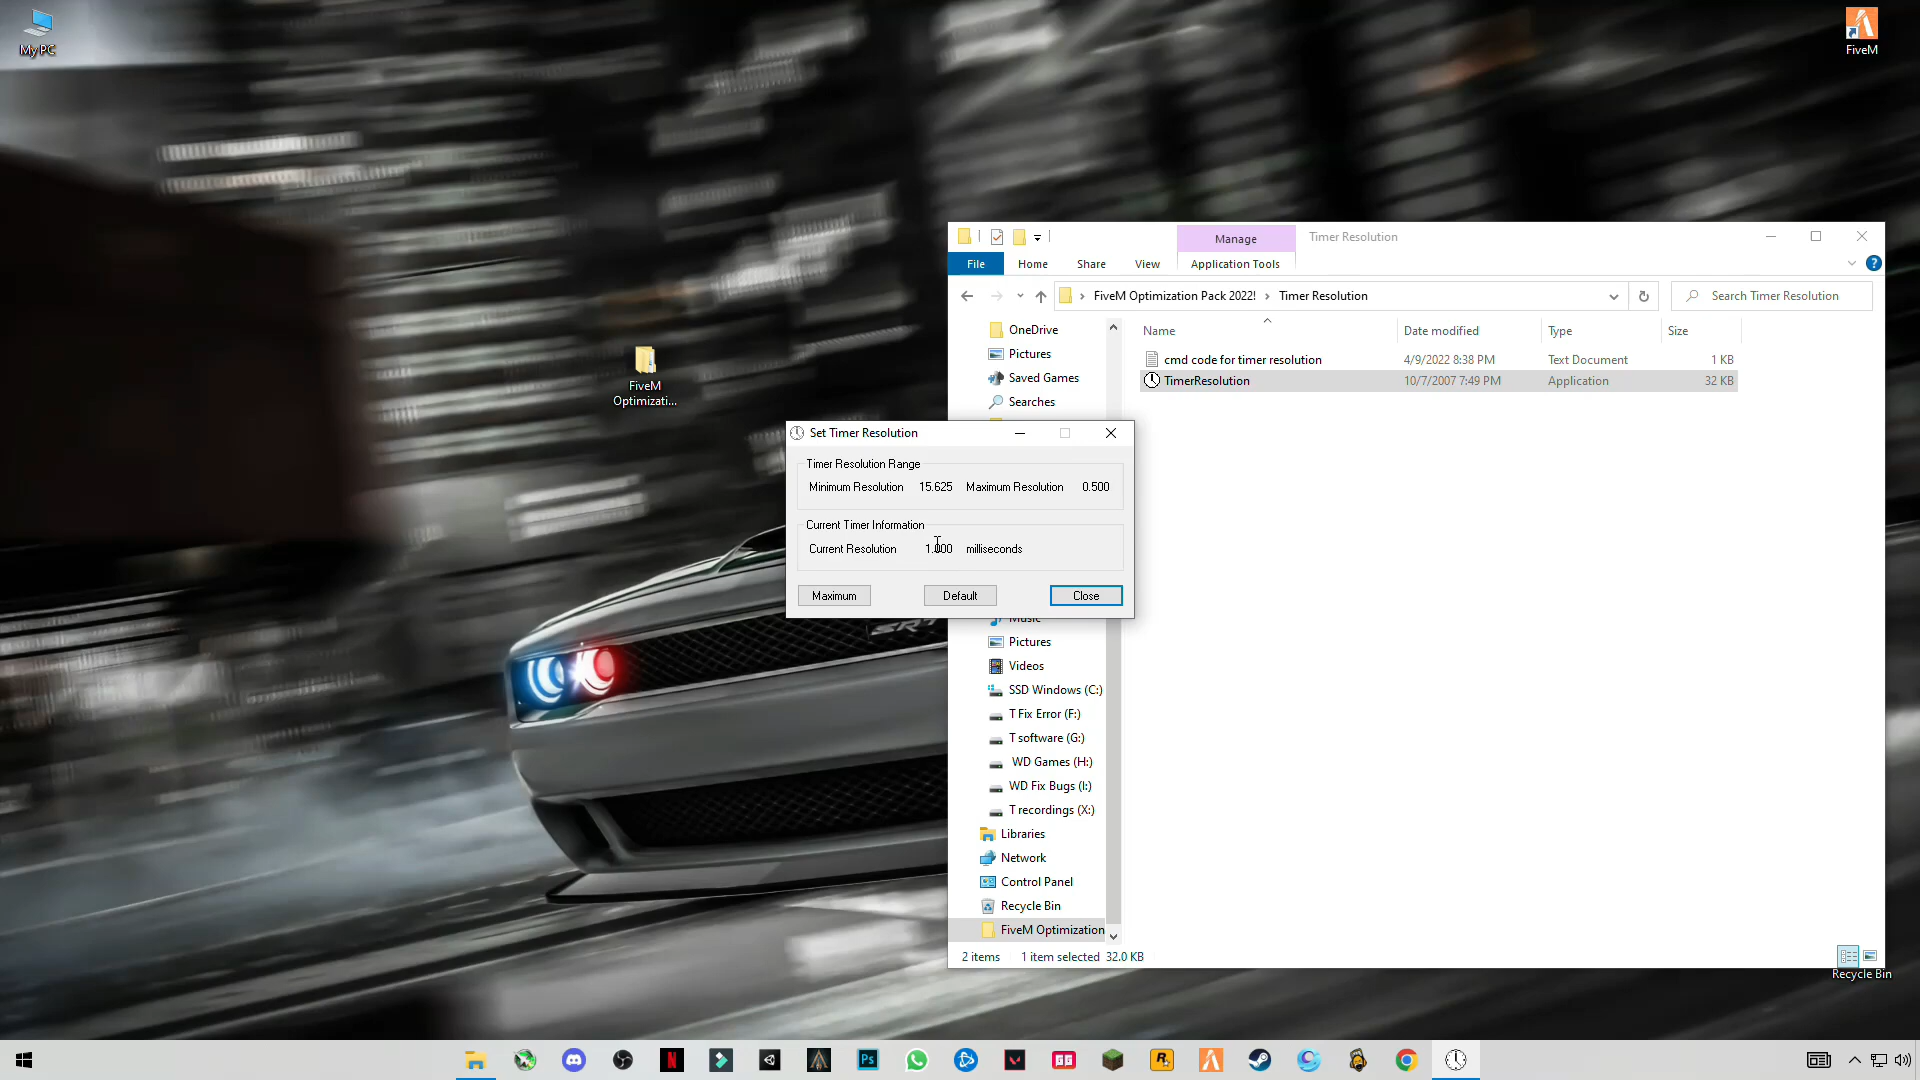 My PC
FiveM
FiveM
Optimizati...
Manage
Timer Resolution
File
Home
Share
View
Application Tools
FiveM Optimization Pack 2022! › Timer Resolution
Search Timer Resolution
OneDrive
Pictures
Saved Games
Searches
Name
Date modified
Type
Size
cmd code for timer resolution
4/9/2022 8:38 PM
Text Document
1 KB
TimerResolution
10/7/2007 7:49 PM
Application
32 KB
Set Timer Resolution
Timer Resolution Range
Minimum Resolution 15.625 Maximum Resolution 0.500
Current Timer Information
Current Resolution 1.000 milliseconds
Maximum
Default
Close
Music
Pictures
Videos
SSD Windows (C:)
T Fix Error (F:)
T software (G:)
WD Games (H:)
WD Fix Bugs (I:)
T recordings (X:)
Libraries
Network
Control Panel
Recycle Bin
FiveM Optimization
2 items
1 item selected 32.0 KB
Recycle Bin
SRT
Ps
N
R